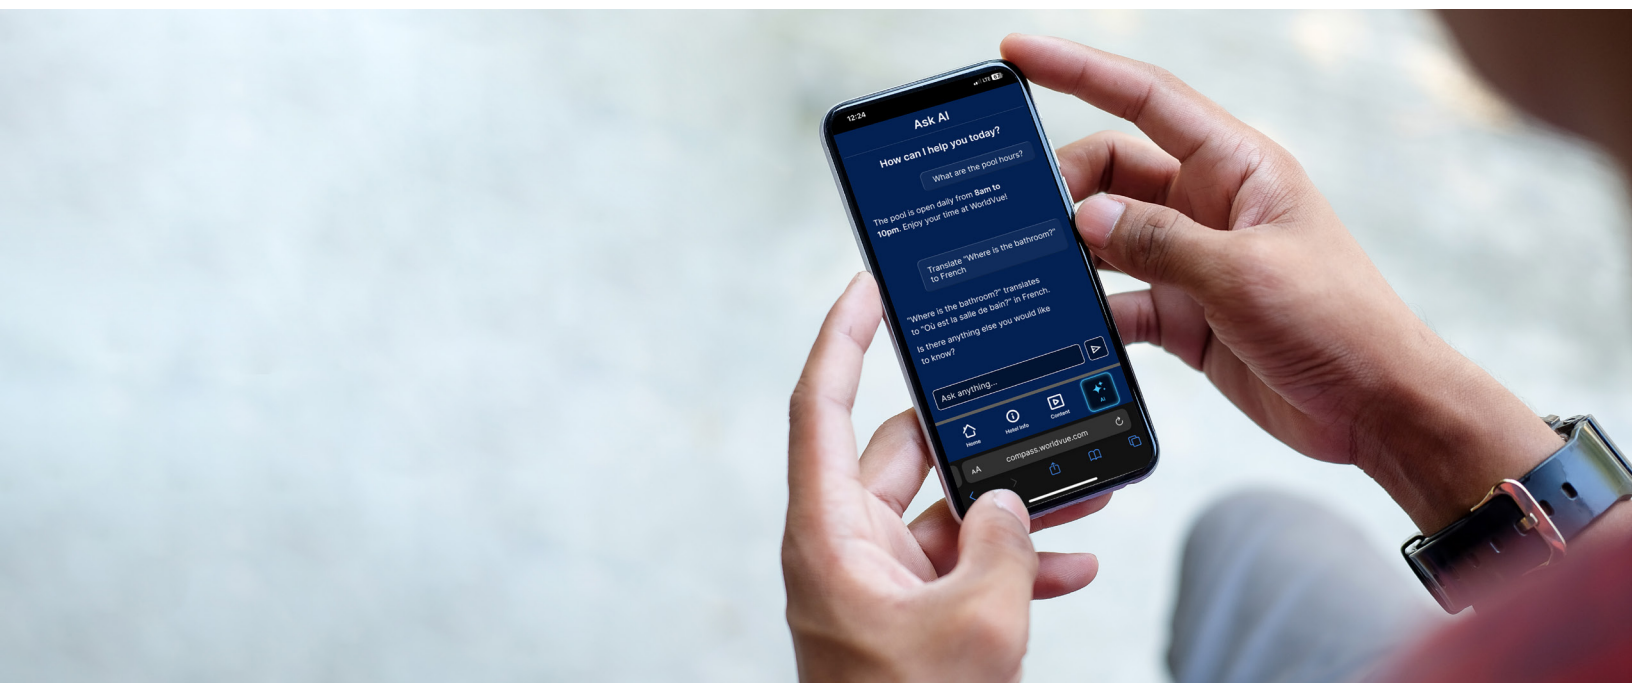 12:24
LTE 67
Ask AI
How can I help you today?
What are the pool hours?
The pool is open daily from 8am to
10pm. Enjoy your time at WorldVue!
Translate "Where is the bathroom?"
to French
"Where is the bathroom?" translates
to "Où est la salle de bain?" in French.
Is there anything else you would like
to know?
Ask anything...
Home
Hotel Info
Content
AI
AA
compass.worldvue.com